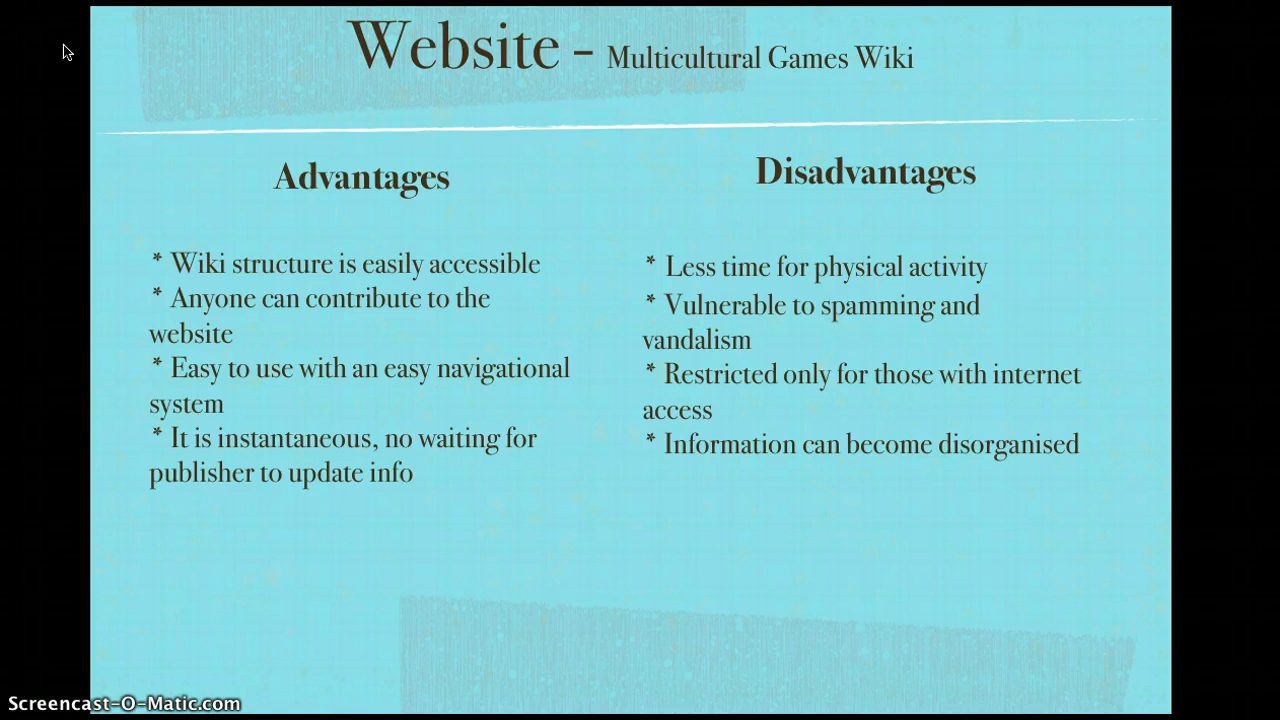 Website - Multicultural Games Wiki
Advantages
* Wiki structure is easily accessible
* Anyone can contribute to the
website
* Easy to use with an easy navigational
system
* It is instantaneous, no waiting for
publisher to update info
Disadvantages
* Less time for physical activity
* Vulnerable to spamming and
vandalism
* Restricted only for those with internet
access
* Information can become disorganised
Screencast-O-Matic.com